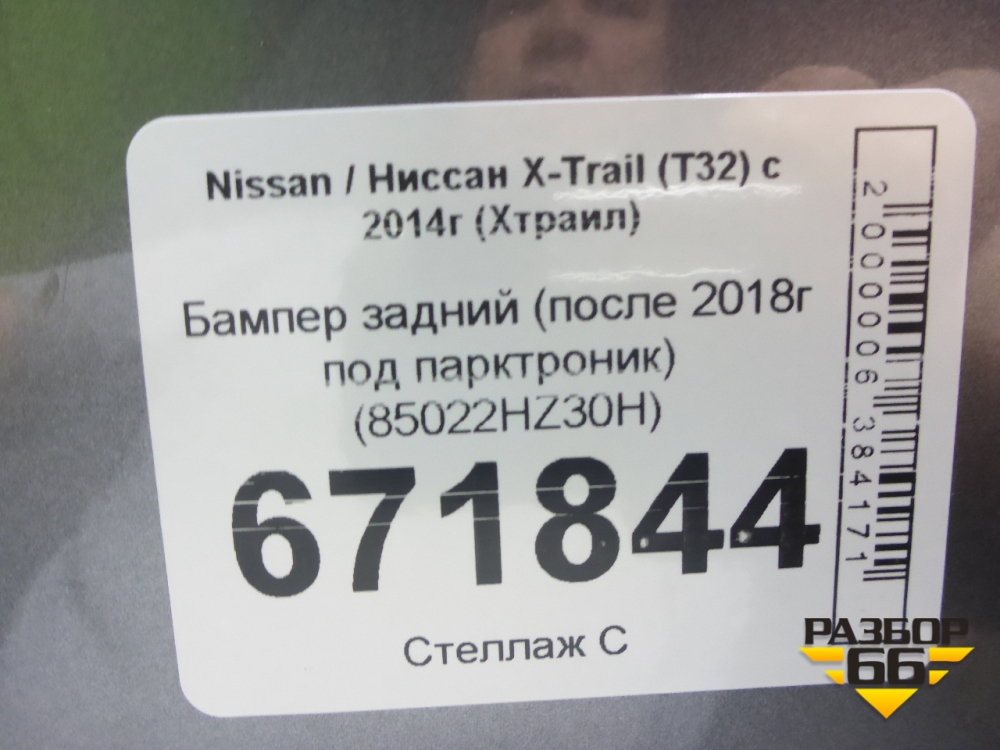 Nissan / Ниссан X-Trail (T32) с
2014г (Хтраил)
Бампер задний (после 2018г
под парктроник)
(85022HZ30H)
671844
Стеллаж С
2000006384171
РАЗБОР
66